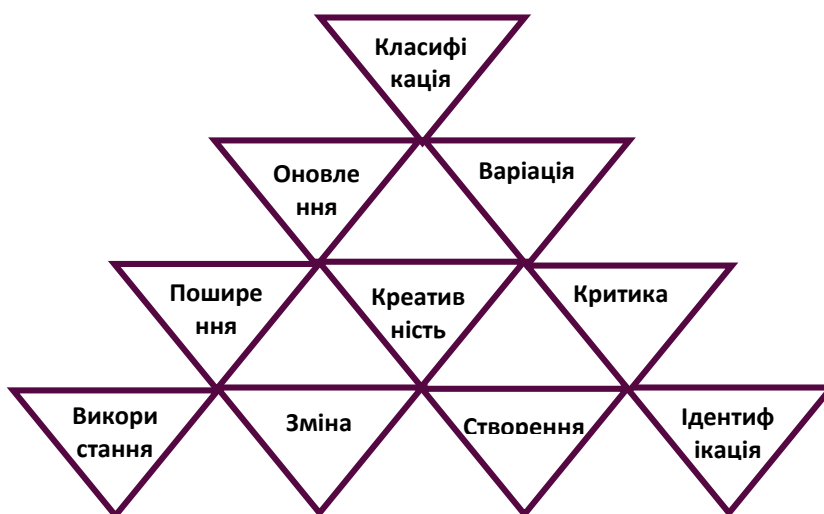 Класифі
кація
Оновле
ння
Варіація
Пошире
ння
Креатив
ність
Критика
Викори
стання
Зміна
Створення
Ідентиф
ікація